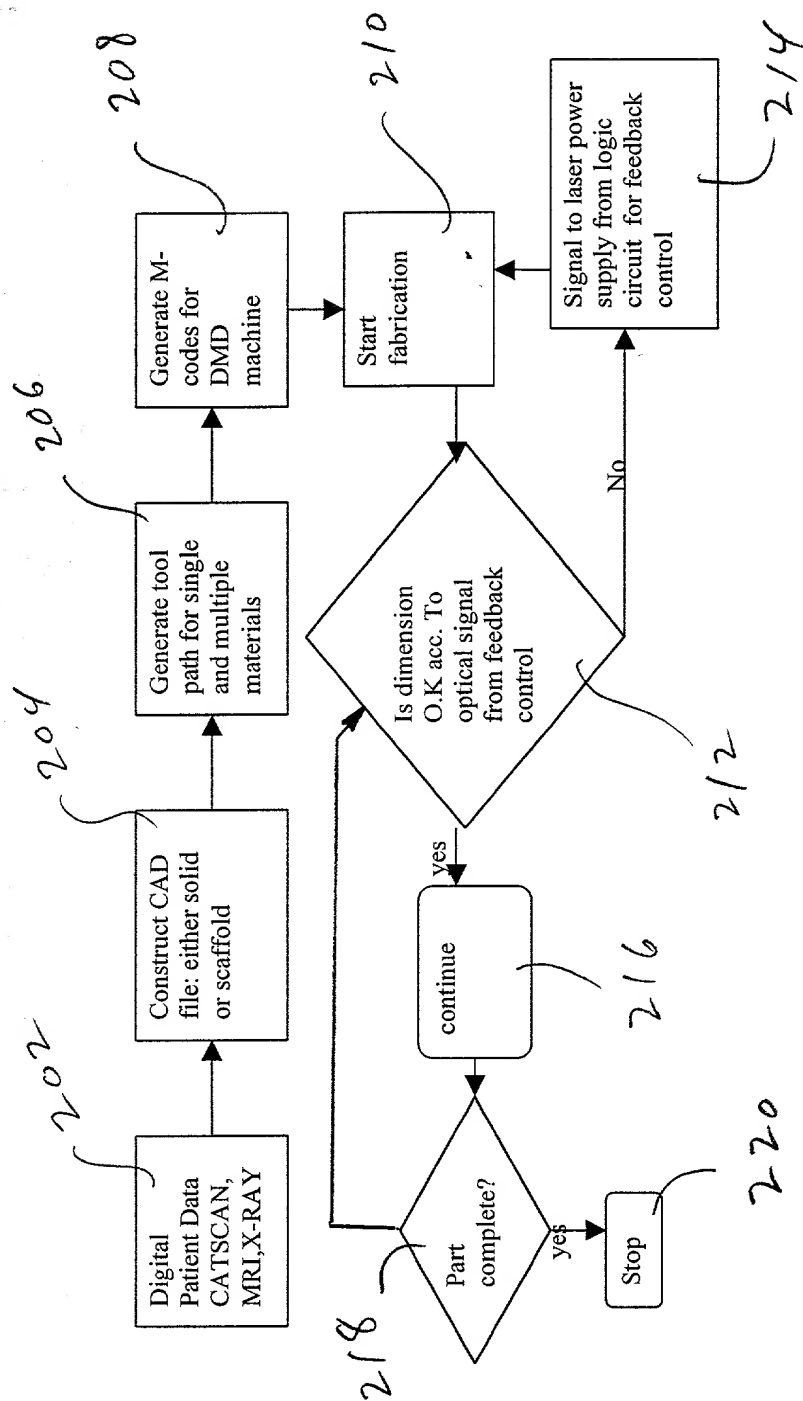 202
Digital
Patient Data
CATSCAN,
MRI,X-RAY
204
Construct CAD
file: either solid
or scaffold
206
Generate tool
path for single
and multiple
materials
208
Generate M-
codes for
DMD
machine
210
Start
fabrication
212
Is dimension
O.K acc. To
optical signal
from feedback
control
No
214
Signal to laser power
supply from logic
circuit for feedback
control
yes
216
continue
218
Part
complete?
yes
220
Stop